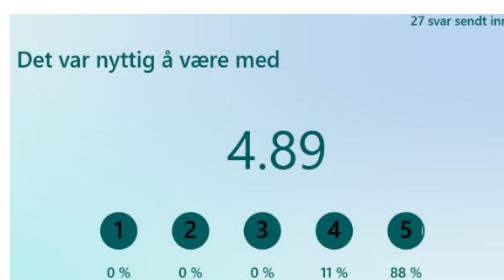 27 svar sendt inn
Det var nyttig å være med
4.89
1 2 3 4 5
0 % 0 % 0 % 11 % 88 %